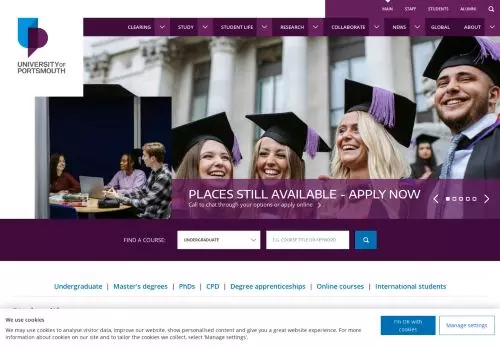 MAIN STAFF STUDENTS ALUMNI
CLEARING STUDY STUDENT LIFE RESEARCH COLLABORATE NEWS GLOBAL ABOUT
UNIVERSITY OF
PORTSMOUTH
PLACES STILL AVAILABLE - APPLY NOW
Call to chat through your options or apply online
FIND A COURSE: UNDERGRADUATE E.G. COURSE TITLE OR KEYWORD
Undergraduate | Master's degrees | PhDs | CPD | Degree apprenticeships | Online courses | International students
We use cookies
We may use cookies to analyse visitor data, improve our website, show personalised content and give you a great website experience. For more
information about cookies on our site and to tailor the cookies we collect, select 'Manage settings'.
I'm OK with
cookies
Manage settings